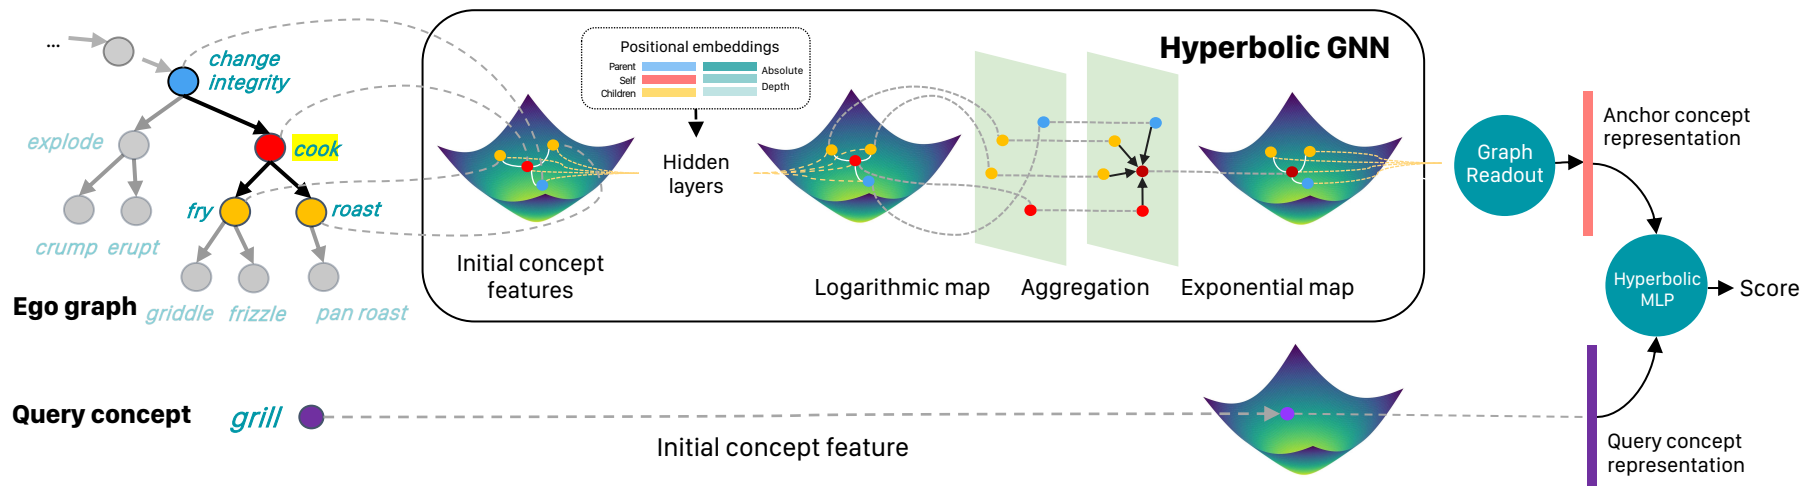 ...
change
integrity
explode
cook
fry
roast
crump
erupt
griddle
frizzle
pan roast
Ego graph
Initial concept
features
Positional embeddings
Parent
Self
Children
Absolute
Depth
Hidden
layers
Hyperbolic GNN
Logarithmic map
Aggregation
Exponential map
Graph
Readout
Anchor concept
representation
Hyperbolic
MLP
Score
Query concept
grill
Initial concept feature
Query concept
representation